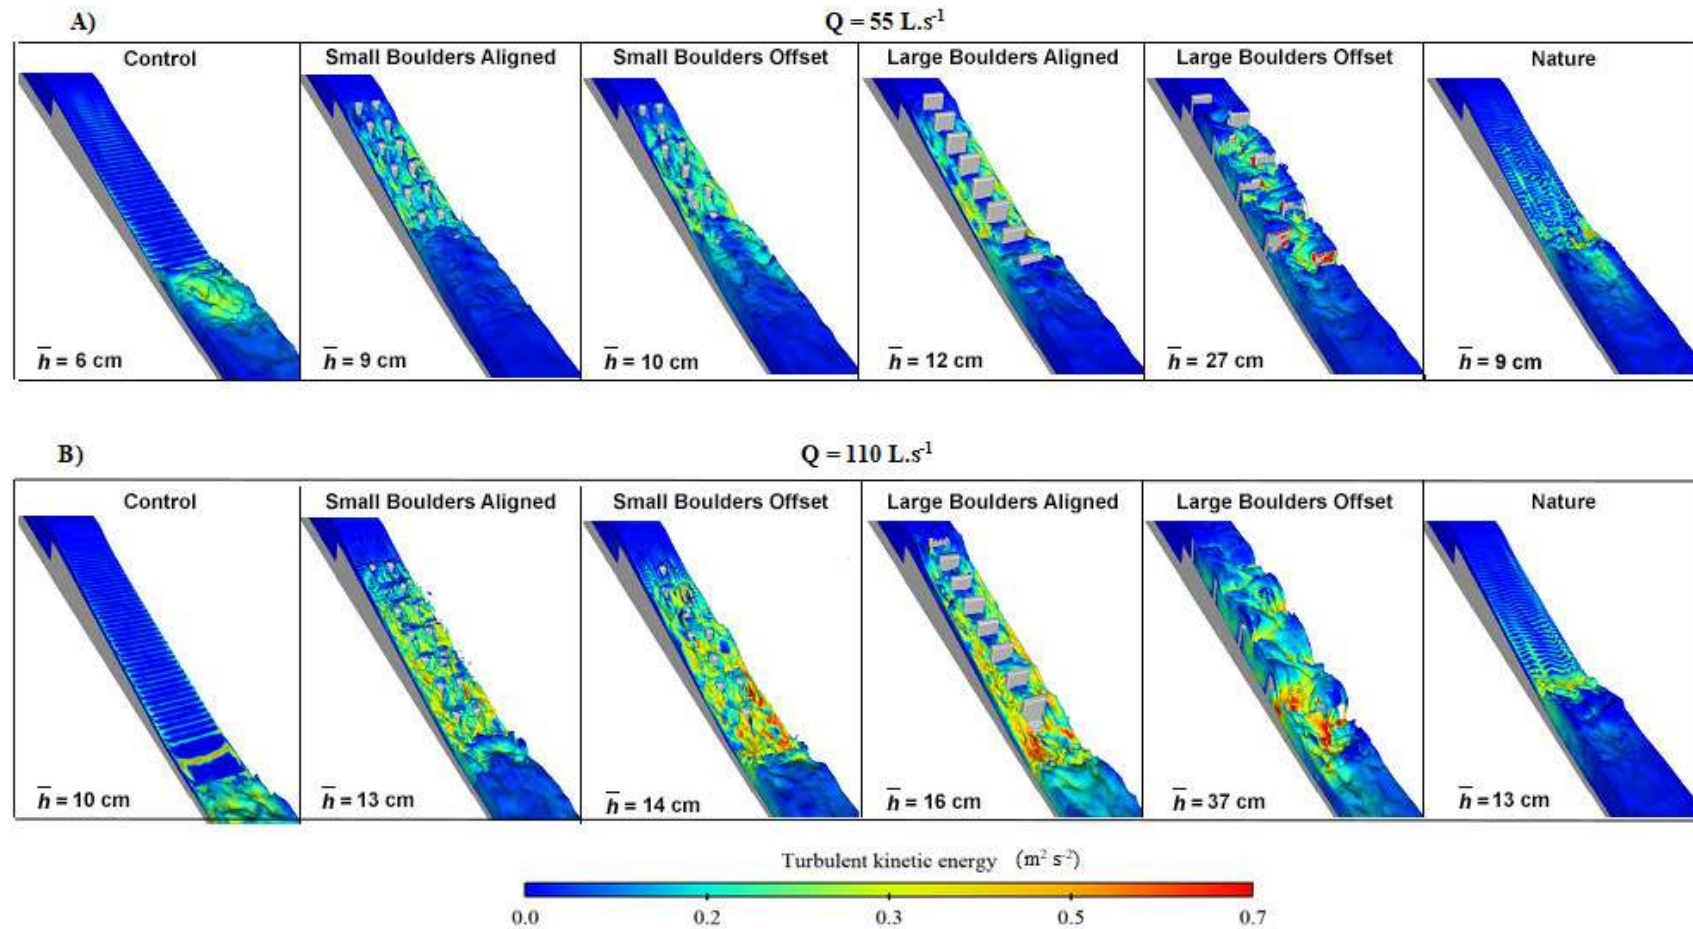 A)
Q = 55 L.s-1
Control
Small Boulders Aligned
Small Boulders Offset
Large Boulders Aligned
Large Boulders Offset
Nature
h̅ = 6 cm
h̅ = 9 cm
h̅ = 10 cm
h̅ = 12 cm
h̅ = 27 cm
h̅ = 9 cm
B)
Q = 110 L.s-1
Control
Small Boulders Aligned
Small Boulders Offset
Large Boulders Aligned
Large Boulders Offset
Nature
h̅ = 10 cm
h̅ = 13 cm
h̅ = 14 cm
h̅ = 16 cm
h̅ = 37 cm
h̅ = 13 cm
Turbulent kinetic energy (m² s-²)
0.0 0.2 0.3 0.5 0.7